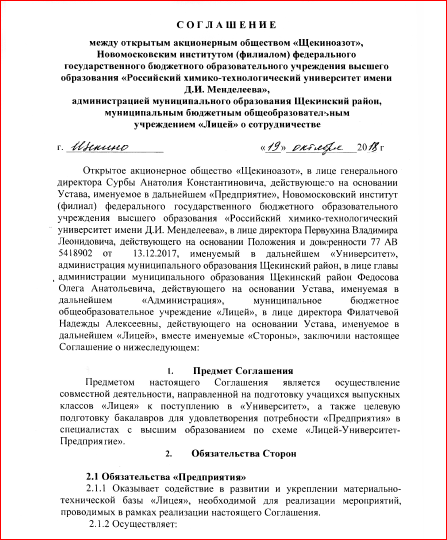 СОГЛАШЕНИЕ
между открытым акционерным обществом «Щекиноазот»,
Новомосковским институтом (филиалом) федерального
государственного бюджетного образовательного учреждения высшего
образования «Российский химико-технологический университет имени
Д.И. Менделеева»,
администрацией муниципального образования Щекинский район,
муниципальным бюджетным общеобразовательным
учреждением «Лицей» о сотрудничестве
г. Щекино «19» октября 2018 г
Открытое акционерное общество «Щекиноазот», в лице генерального
директора Сурбы Анатолия Константиновича, действующего на основании
Устава, именуемое в дальнейшем «Предприятие», Новомосковский институт
(филиал) федерального государственного бюджетного образовательного
учреждения высшего образования «Российский химико-технологический
университет имени Д.И. Менделеева», в лице директора Первухина Владимира
Леонидовича, действующего на основании Положения и доверенности 77 АВ
5418902 от 13.12.2017, именуемый в дальнейшем «Университет»,
администрация муниципального образования Щекинский район, в лице главы
администрации муниципального образования Щекинский район Федосова
Олега Анатольевича, действующего на основании Устава, именуемая в
дальнейшем «Администрация», муниципальное бюджетное
общеобразовательное учреждение «Лицей», в лице директора Филатчевой
Надежды Алексеевны, действующего на основании Устава, именуемое в
дальнейшем «Лицей», вместе именуемые «Стороны», заключили настоящее
Соглашение о нижеследующем:
1. Предмет Соглашения
Предметом настоящего Соглашения является осуществление
совместной деятельности, направленной на подготовку учащихся выпускных
классов «Лицея» к поступлению в «Университет», а также целевую
подготовку бакалавров для удовлетворения потребности «Предприятия» в
специалистах с высшим образованием по схеме «Лицей-Университет-
Предприятие».
2. Обязательства Сторон
2.1 Обязательства «Предприятия»
2.1.1 Оказывает содействие в развитии и укреплении материально-
технической базы «Лицея», необходимой для реализации мероприятий,
проводимых в рамках реализации настоящего Соглашения.
2.1.2 Осуществляет: